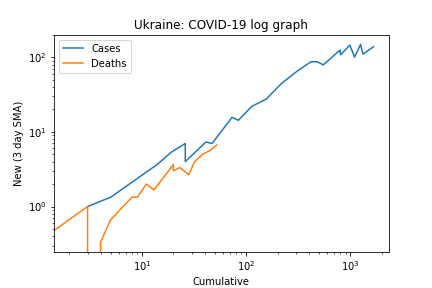 Ukraine: COVID-19 log graph
Cases
Deaths
New (3 day SMA)
10²
10¹
10⁰
10¹ 10² 10³
Cumulative